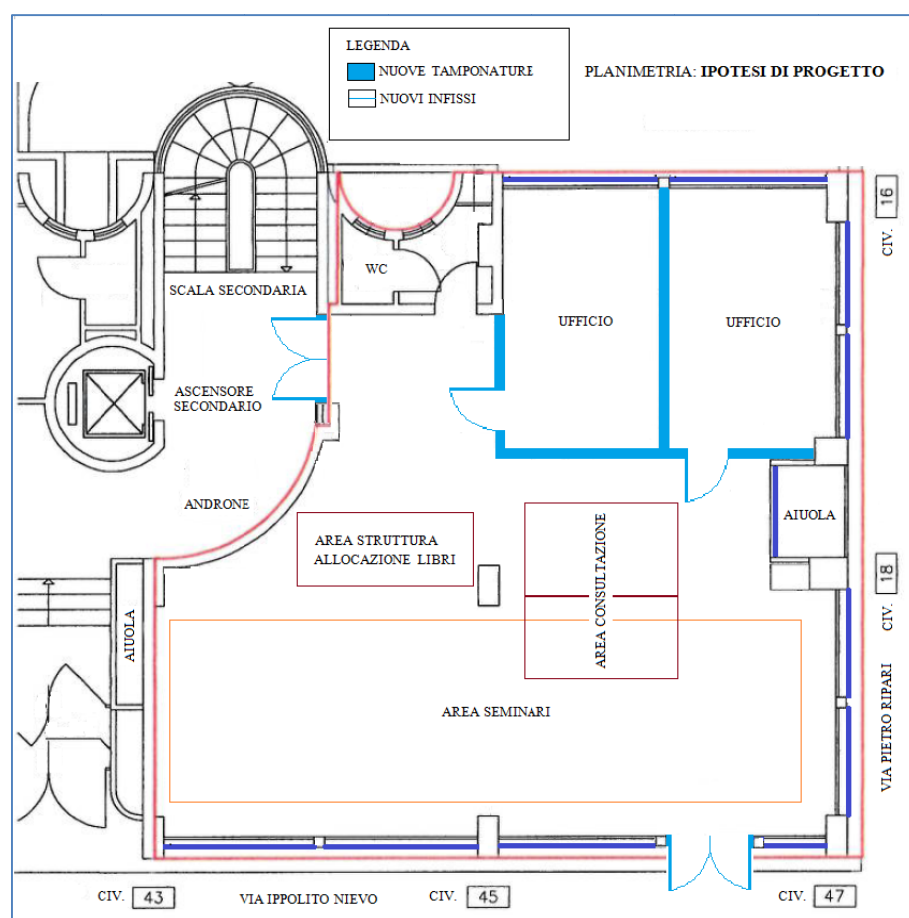 LEGENDA
NUOVE TAMPONATURE
NUOVI INFISSI
PLANIMETRIA: IPOTESI DI PROGETTO
CIV. 16
WC
SCALA SECONDARIA
UFFICIO
UFFICIO
ASCENSORE
SECONDARIO
ANDRONE
AIUOLA
AREA STRUTTURA
ALLOCAZIONE LIBRI
AREA CONSULTAZIONE
CIV. 18
AIUOLA
AREA SEMINARI
VIA PIETRO RIPARI
CIV. 43
VIA IPPOLITO NIEVO
CIV. 45
CIV. 47